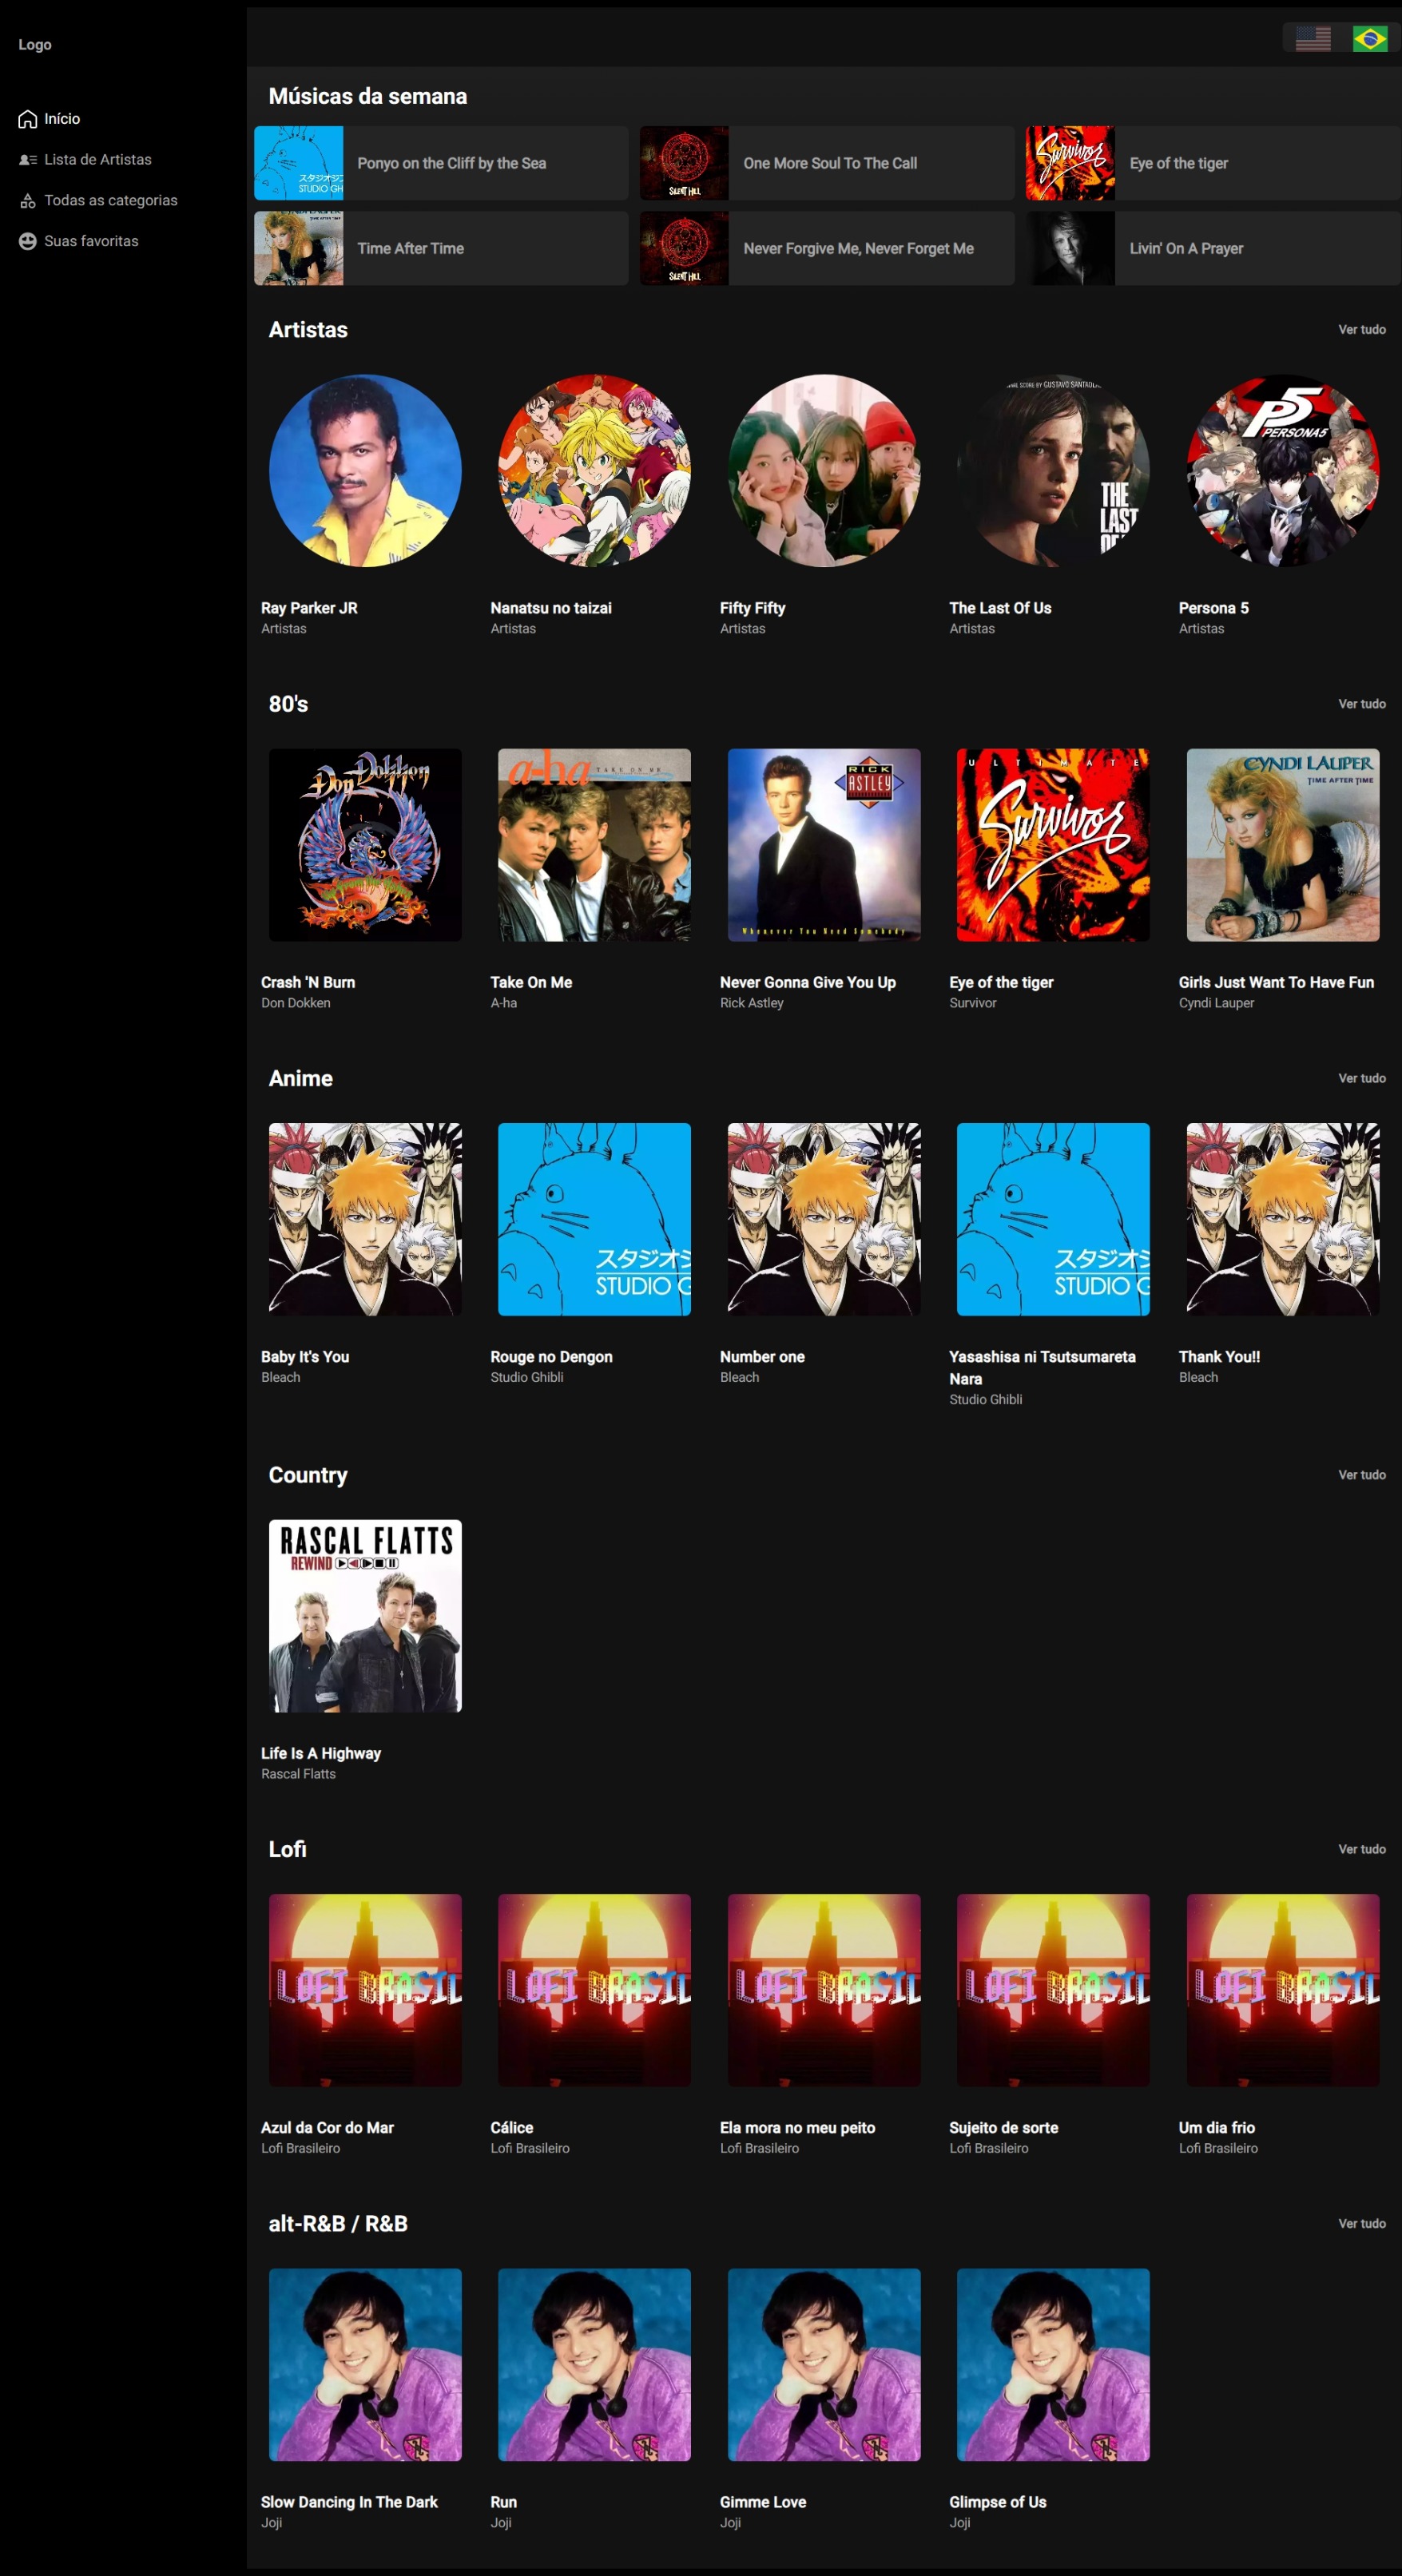 Logo
Início
Lista de Artistas
Todas as categorias
Suas favoritas
Músicas da semana
スタジオジ
STUDIO GH
Ponyo on the Cliff by the Sea
SILENT HILL
One More Soul To The Call
Survivor
Eye of the tiger
Time After Time
SILENT HILL
Never Forgive Me, Never Forget Me
Livin' On A Prayer
Artistas
Ver tudo
SCORE BY GUSTAVO
THE
LAST
OF
P5
PERSONA5
Ray Parker JR
Artistas
Nanatsu no taizai
Artistas
Fifty Fifty
Artistas
The Last Of Us
Artistas
Persona 5
Artistas
80's
Ver tudo
Don Dokken
a-ha
TAKE ON ME
RICK
ASTLEY
Whenever You Need Somebody
ULTIMATE
Survivor
CYNDI LAUPER
TIME AFTER TIME
Crash 'N Burn
Don Dokken
Take On Me
A-ha
Never Gonna Give You Up
Rick Astley
Eye of the tiger
Survivor
Girls Just Want To Have Fun
Cyndi Lauper
Anime
Ver tudo
スタジオジ
STUDIO G
スタジオジ
STUDIO G
Baby It's You
Bleach
Rouge no Dengon
Studio Ghibli
Number one
Bleach
Yasashisa ni Tsutsumareta
Nara
Studio Ghibli
Thank You!!
Bleach
Country
Ver tudo
RASCAL FLATTS
REWIND
Life Is A Highway
Rascal Flatts
Lofi
Ver tudo
LOFI BRASIL
LOFI BRASIL
LOFI BRASIL
LOFI BRASIL
LOFI BRASIL
Azul da Cor do Mar
Lofi Brasileiro
Cálice
Lofi Brasileiro
Ela mora no meu peito
Lofi Brasileiro
Sujeito de sorte
Lofi Brasileiro
Um dia frio
Lofi Brasileiro
alt-R&B / R&B
Ver tudo
Slow Dancing In The Dark
Joji
Run
Joji
Gimme Love
Joji
Glimpse of Us
Joji